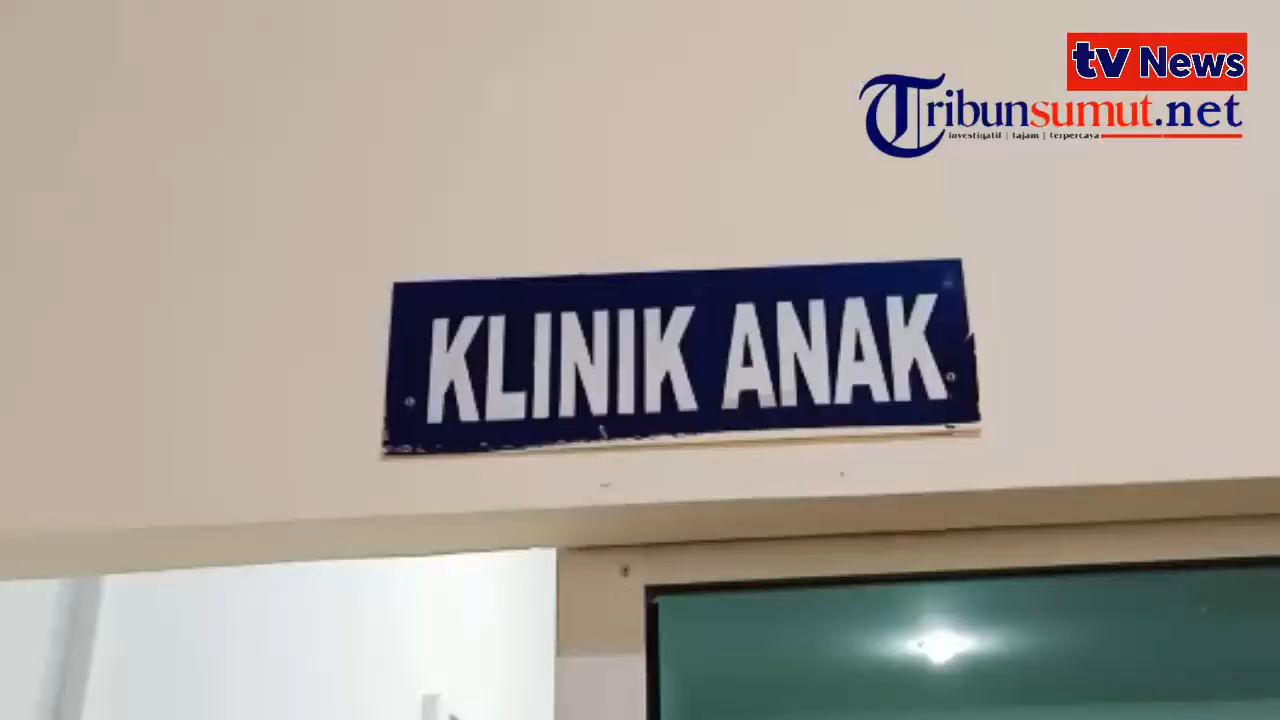 tv News
Tribunsumut.net
investigatif | tajam | terpercaya
KLINIK ANAK